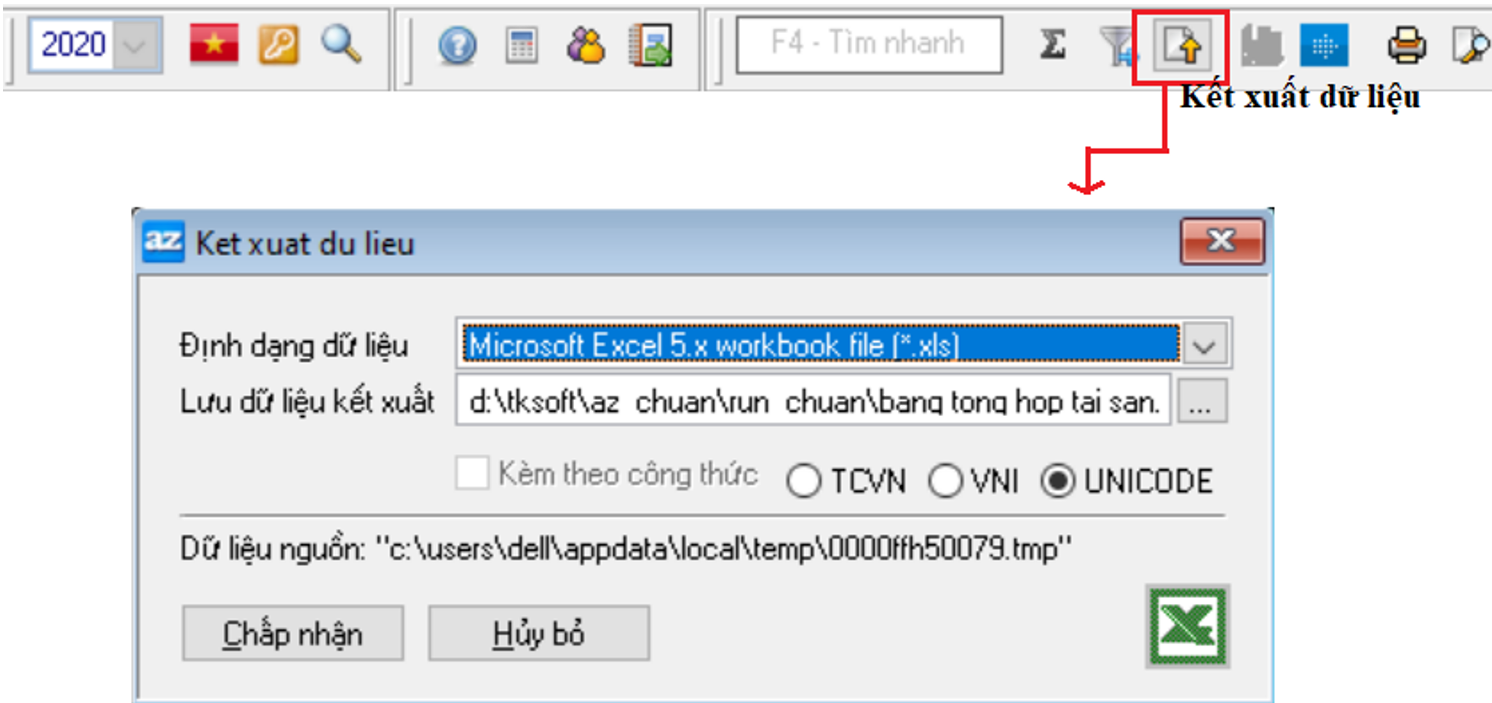 2020
F4 - Tìm nhanh
Kết xuất dữ liệu
az Ket xuat du lieu
Định dạng dữ liệu
Microsoft Excel 5.x workbook file (*.xls)
Lưu dữ liệu kết xuất
d:\tksoft\az_chuan\run_chuan\bang tong hop tai san.
...
Kèm theo công thức TCVN VNI UNICODE
Dữ liệu nguồn: "c:\users\dell\appdata\local\temp\0000ffh50079.tmp"
Chấp nhận Hủy bỏ